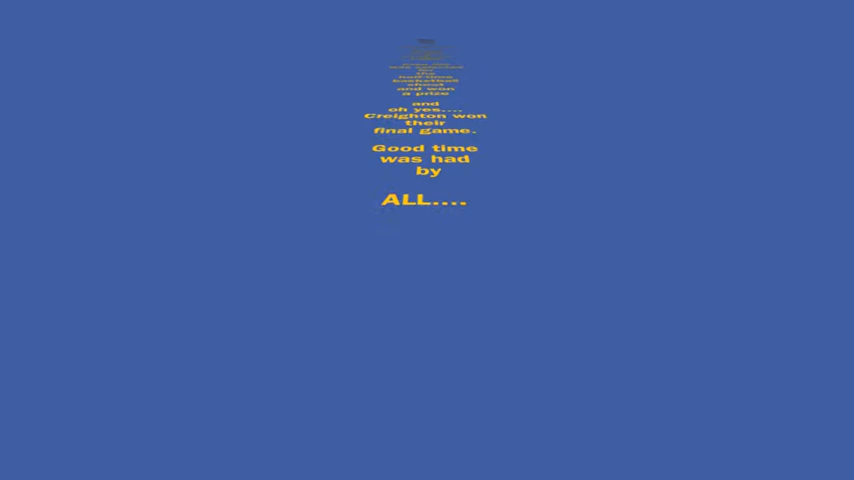 for
the
half-time
basketball
shoot
and won
a prize
and
oh yes....
Creighton won
their
final game.
Good time
was had
by
ALL....